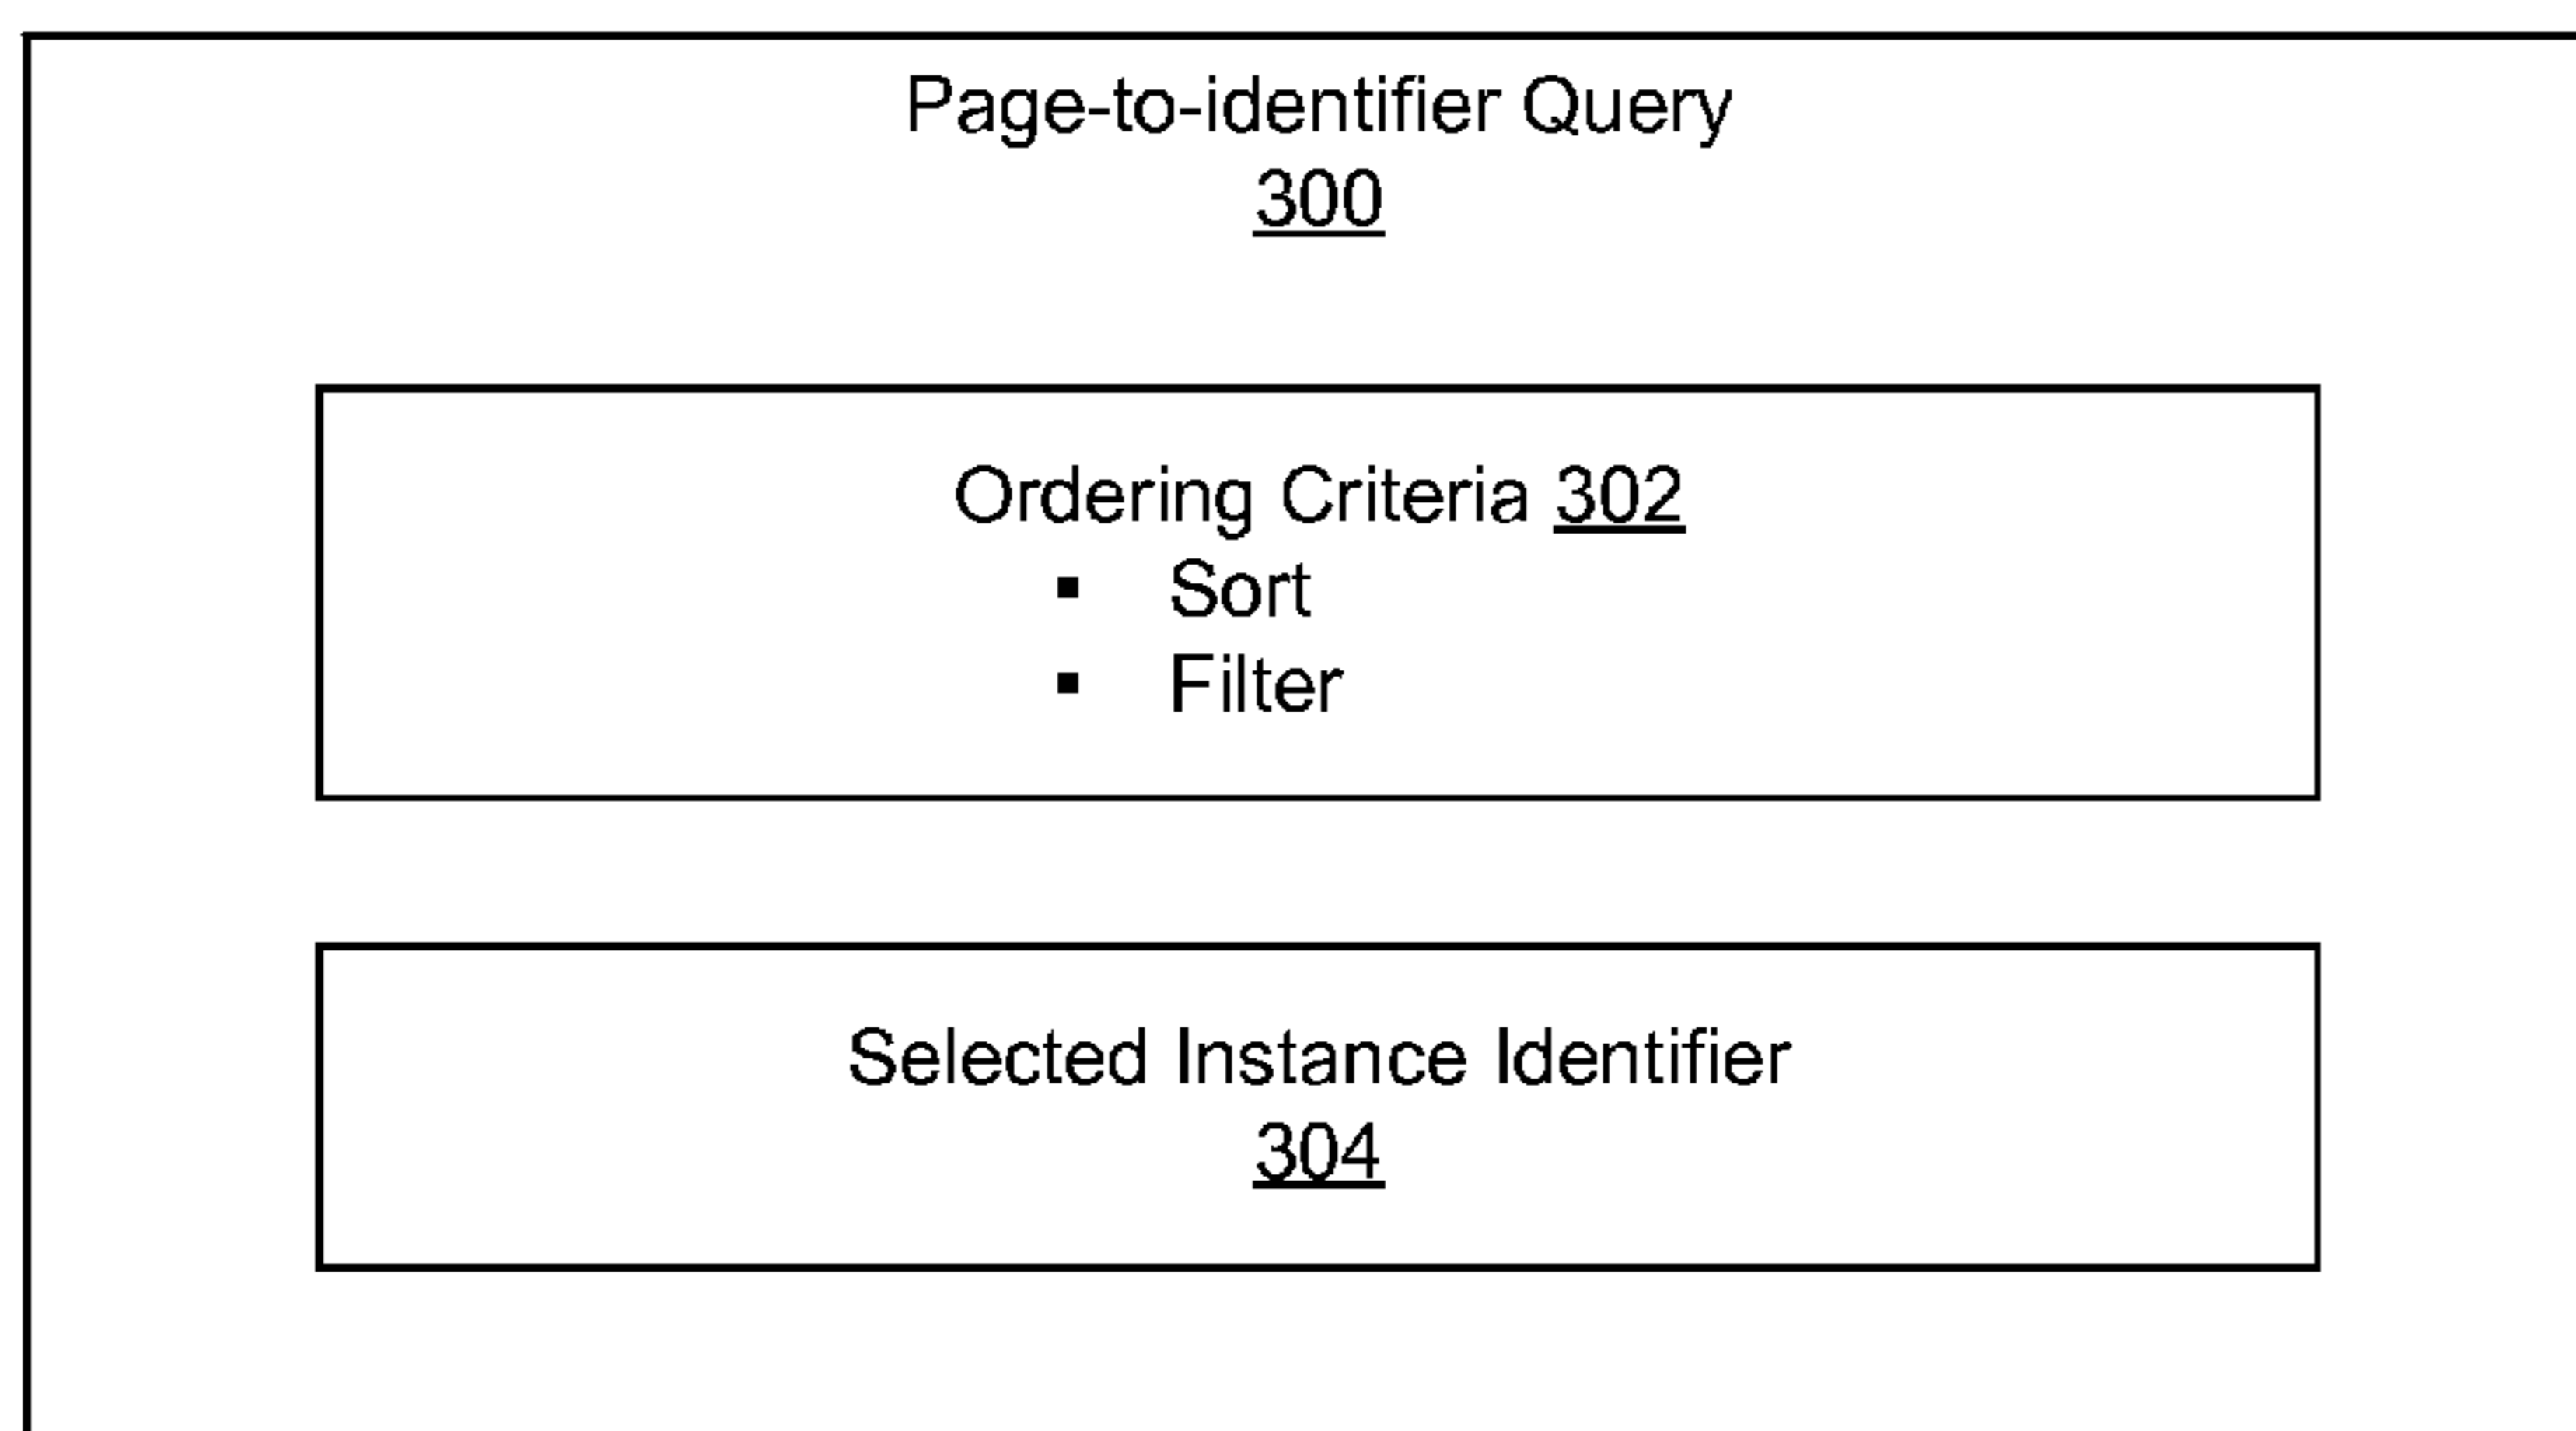 Page-to-identifier Query
300
Ordering Criteria 302
▪ Sort
▪ Filter
Selected Instance Identifier
304